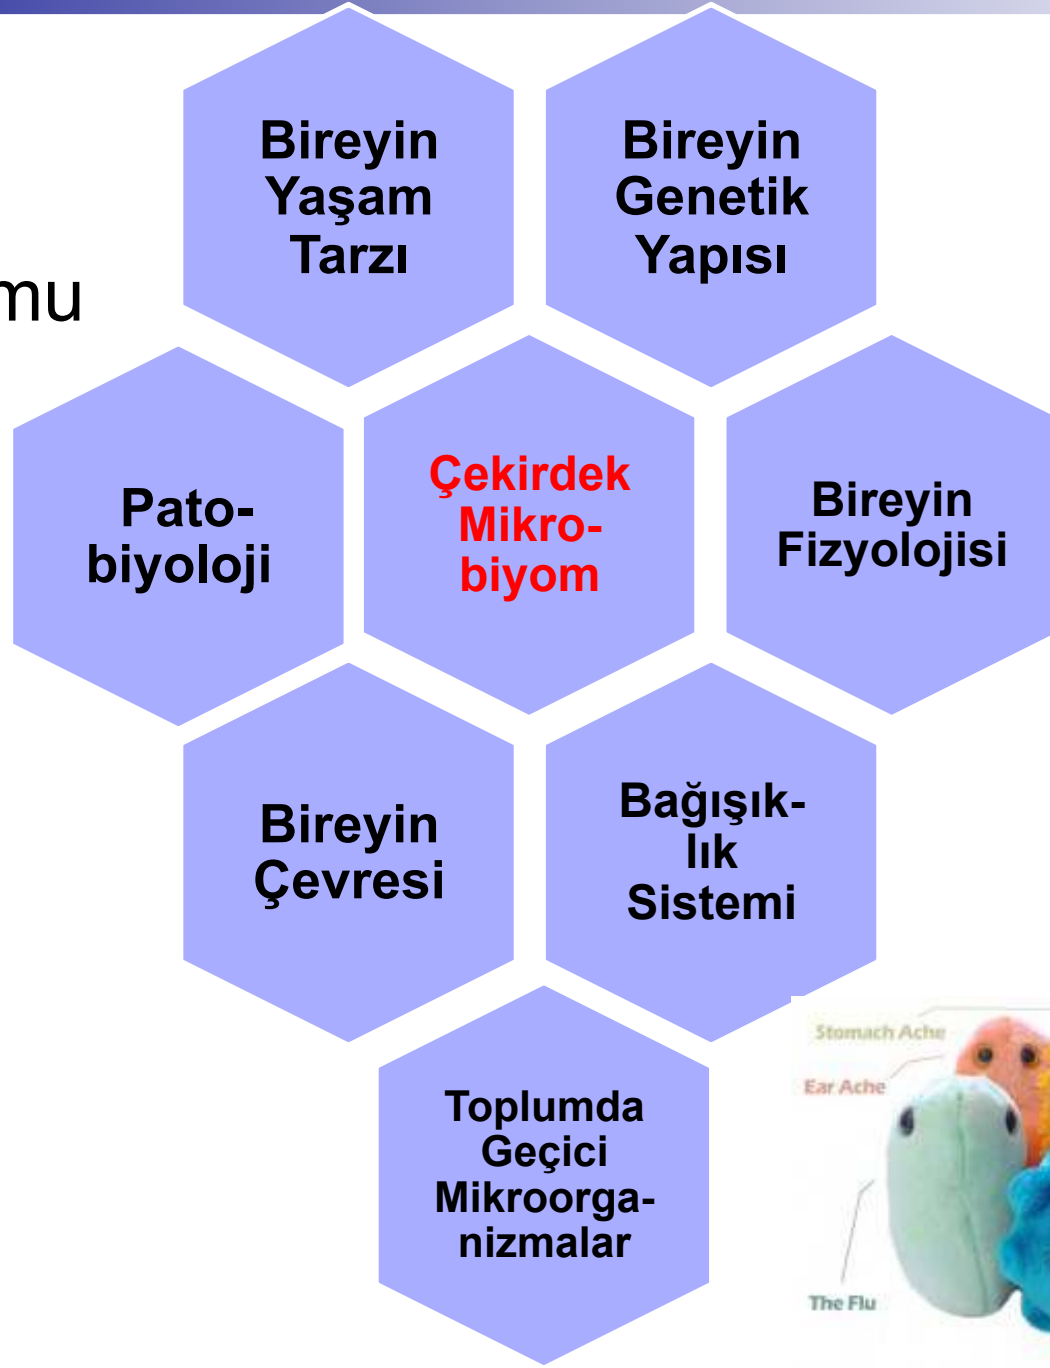 Bireyin
Yaşam
Tarzı
Bireyin
Genetik
Yapısı
mu
Pato-
biyoloji
Çekirdek
Mikro-
biyom
Bireyin
Fizyolojisi
Bireyin
Çevresi
Bağışık-
lık
Sistemi
Toplumda
Geçici
Mikroorga-
nizmalar
Stomach Ache
Ear Ache
The Flu